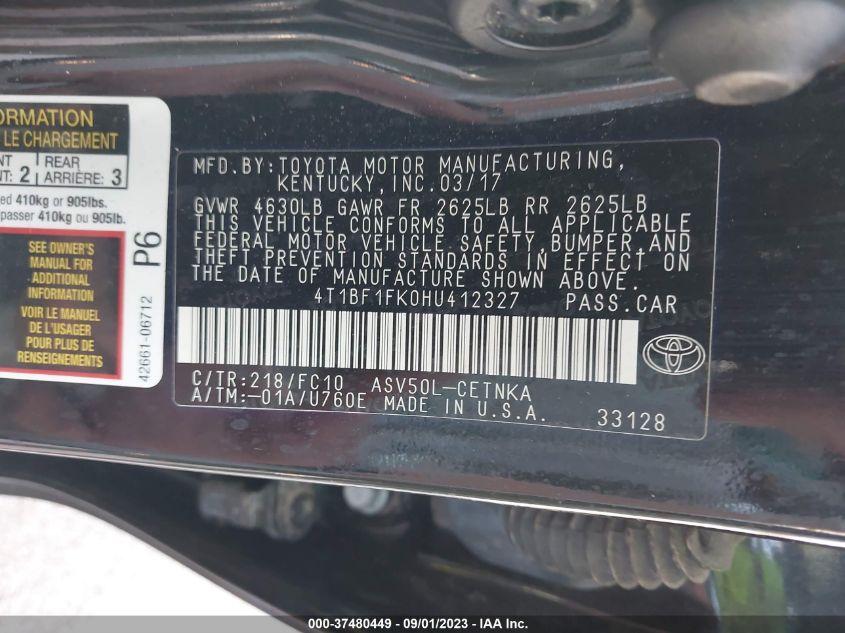 ORMATION
LE CHARGEMENT
NT
NT: 2
REAR
ARRIÈRE: 3
ed 410kg or 905lbs.
passer 410kg ou 905lb.
SEE OWNER'S
MANUAL FOR
ADDITIONAL
INFORMATION
VOIR LE MANUEL
DE L'USAGER
POUR PLUS DE
RENSEIGNEMENTS
P6
42661-06712
MFD.BY:TOYOTA MOTOR MANUFACTURING,
KENTUCKY, INC.03/17
GVWR 4630LB GAWR FR 2625LB RR 2625LB
THIS VEHICLE CONFORMS TO ALL APPLICABLE
FEDERAL MOTOR VEHICLE SAFETY,BUMPER,AND
THEFT PREVENTION STANDARDS IN EFFECT ON
THE DATE OF MANUFACTURE SHOWN ABOVE.
4T1BF1FK0HU412327 PASS.CAR
C/TR:218/FC10 ASV50L-CETNKA
A/TM:-01A/U760E MADE IN U.S.A. 33128
000-37480449 - 09/01/2023 - IAA Inc.